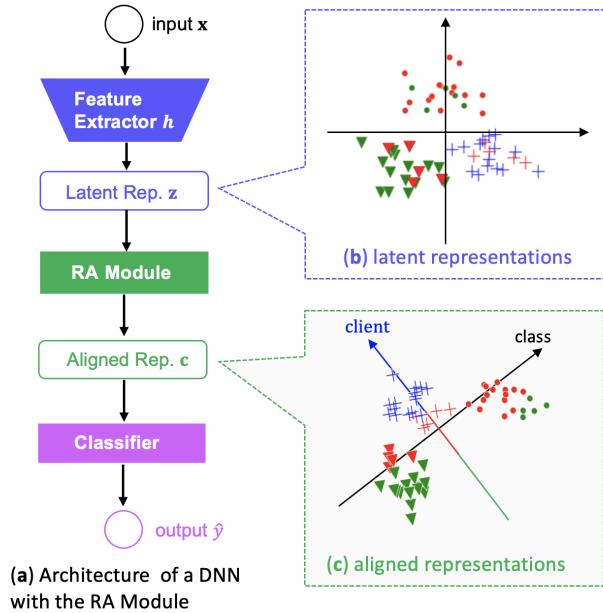 input x
Feature
Extractor h
Latent Rep. z
RA Module
Aligned Rep. c
Classifier
output ŷ
(a) Architecture of a DNN
with the RA Module
(b) latent representations
client
class
(c) aligned representations